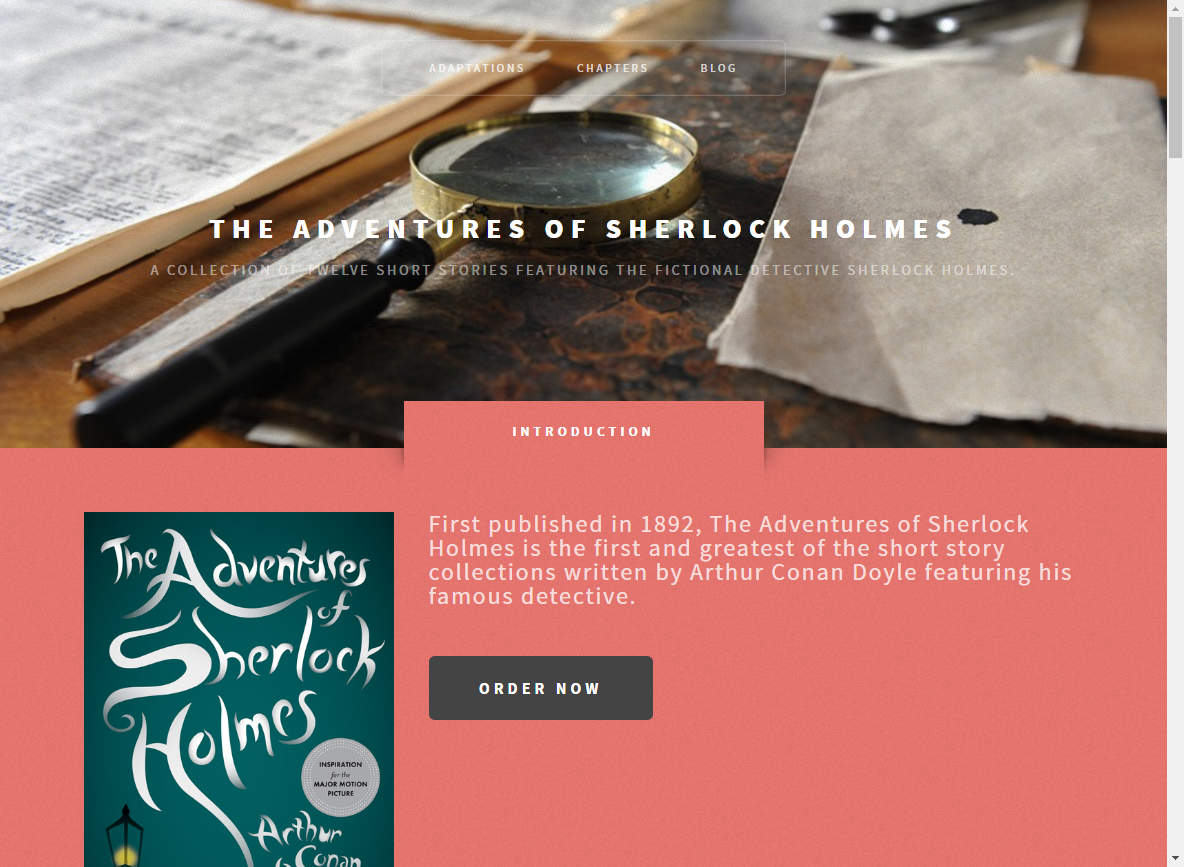 ADAPTATIONS CHAPTERS BLOG
THE ADVENTURES OF SHERLOCK HOLMES
A COLLECTION OF TWELVE SHORT STORIES FEATURING THE FICTIONAL DETECTIVE SHERLOCK HOLMES.
INTRODUCTION
The Adventures
of
Sherlock
Holmes
INSPIRATION
for the
MAJOR MOTION
PICTURE
Arthur
Conan
First published in 1892, The Adventures of Sherlock
Holmes is the first and greatest of the short story
collections written by Arthur Conan Doyle featuring his
famous detective.
ORDER NOW